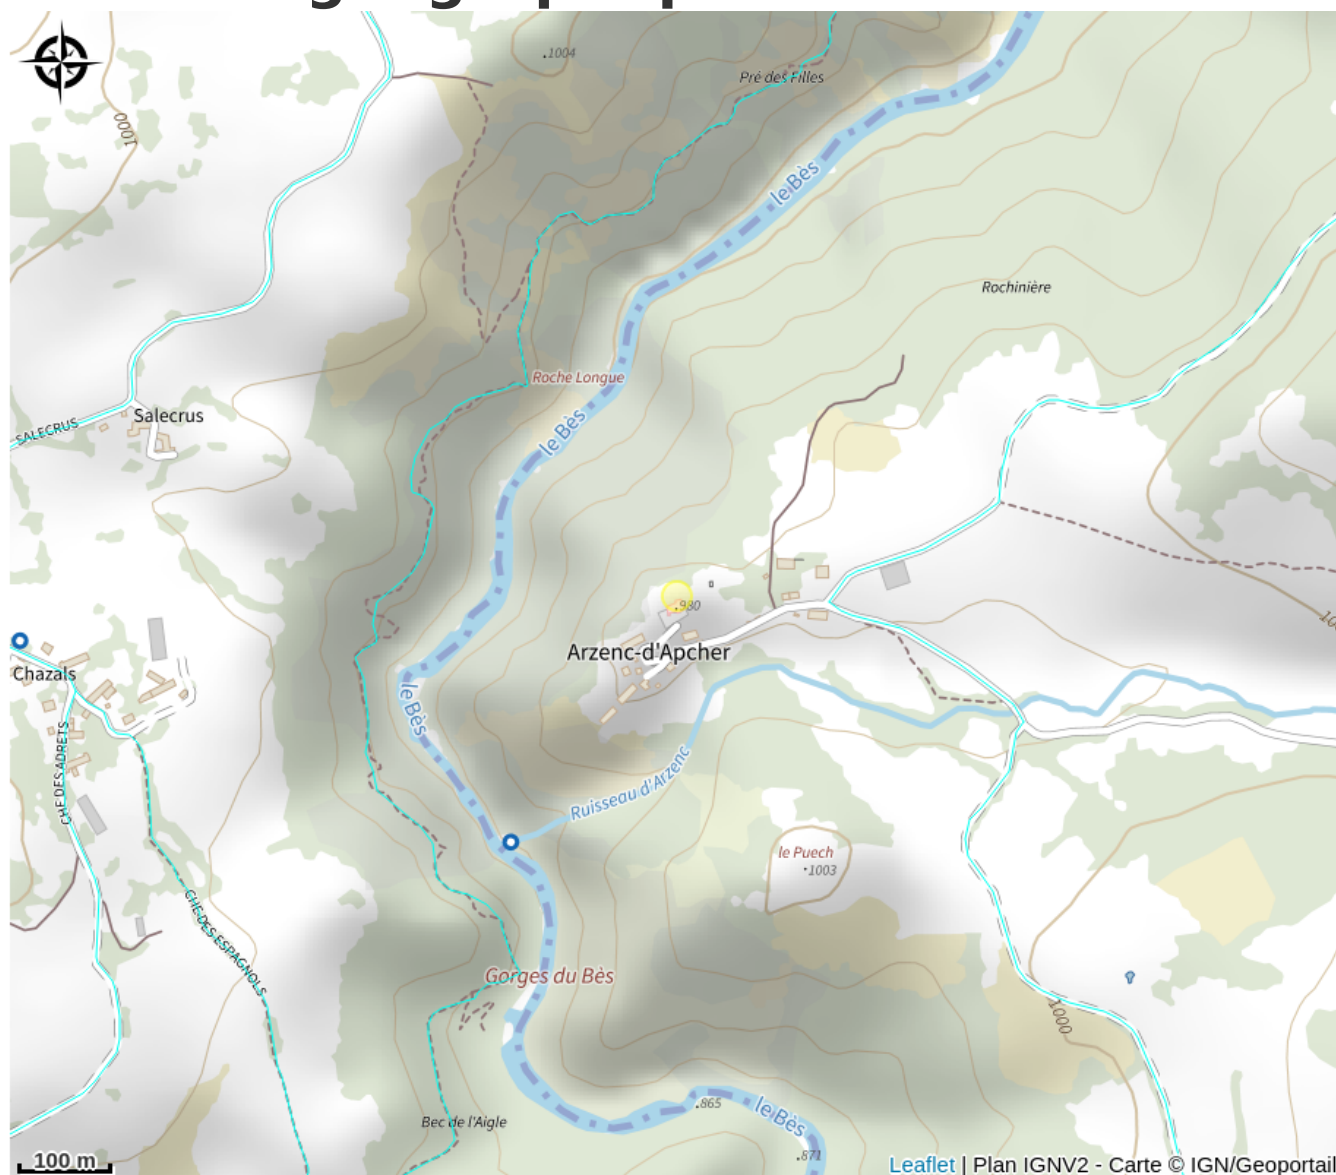 1004
Pré des Filles
1000
le Bès
Rochinière
Roche Longue
Salecrus
SALECRUS
le Bès
930
Arzenc-d'Apcher
Chazals
le Bès
CHE DES ADRETS
Ruisseau d'Arzenc
le Puech
1003
CHE DES ESPAGNOLS
Gorges du Bès
1000
Bec de l'Aigle
865
le Bès
871
100 m
Leaflet | Plan IGNV2 - Carte © IGN/Geoportail